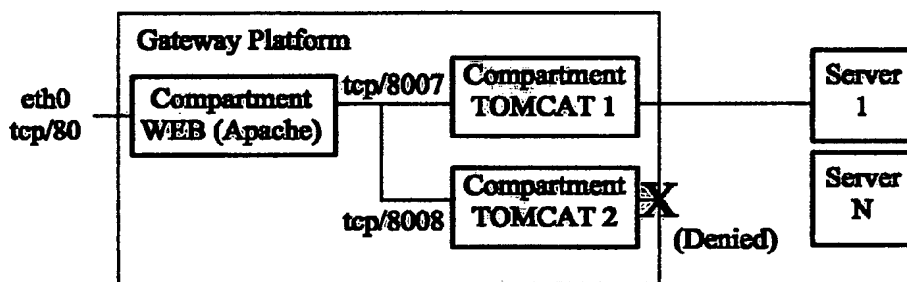 Gateway Platform
eth0
tcp/80
Compartment
WEB (Apache)
tcp/8007
Compartment
TOMCAT 1
Server
1
tcp/8008
Compartment
TOMCAT 2
X
(Denied)
Server
N